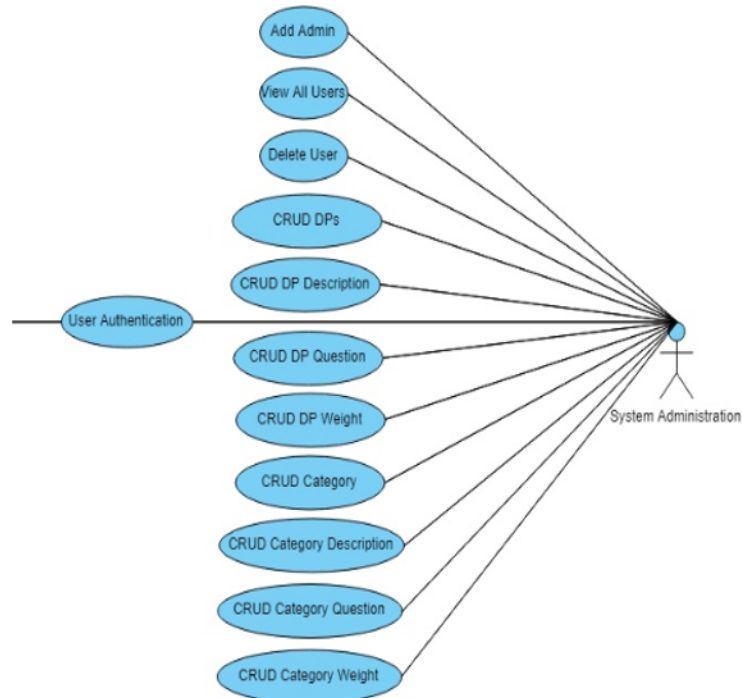 Add Admin
View All Users
Delete User
CRUD DPs
CRUD DP Description
User Authentication
CRUD DP Question
CRUD DP Weight
System Administration
CRUD Category
CRUD Category Description
CRUD Category Question
CRUD Category Weight